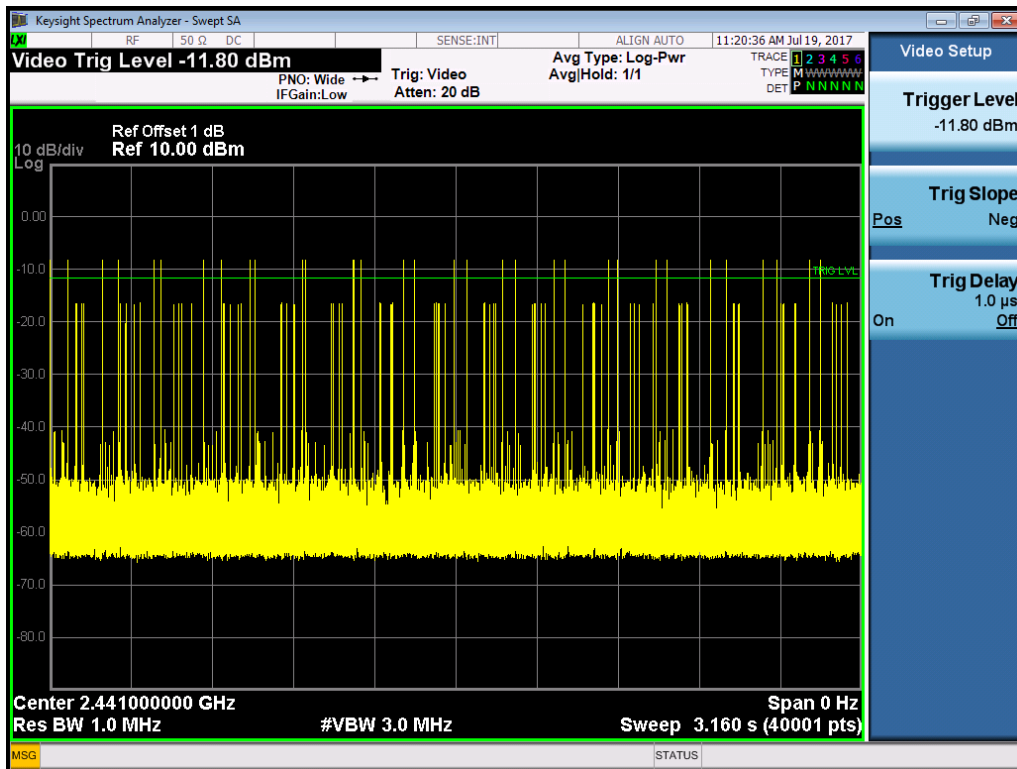 Keysight Spectrum Analyzer - Swept SA
LXI RF 50 Ω DC SENSE:INT ALIGN AUTO 11:20:36 AM Jul 19, 2017
Video Trig Level -11.80 dBm
PNO: Wide
IFGain:Low
Trig: Video
Atten: 20 dB
Avg Type: Log-Pwr
Avg|Hold: 1/1
TRACE 1 2 3 4 5 6
TYPE M WWWWW
DET P N N N N N
Video Setup
Trigger Level
-11.80 dBm
Trig Slope
Pos Neg
Trig Delay
1.0 µs
On Off
10 dB/div
Log
Ref Offset 1 dB
Ref 10.00 dBm
0.00
-10.0
TRIG LVL
-20.0
-30.0
-40.0
-50.0
-60.0
-70.0
-80.0
Center 2.441000000 GHz
Span 0 Hz
Res BW 1.0 MHz
#VBW 3.0 MHz
Sweep 3.160 s (40001 pts)
MSG
STATUS